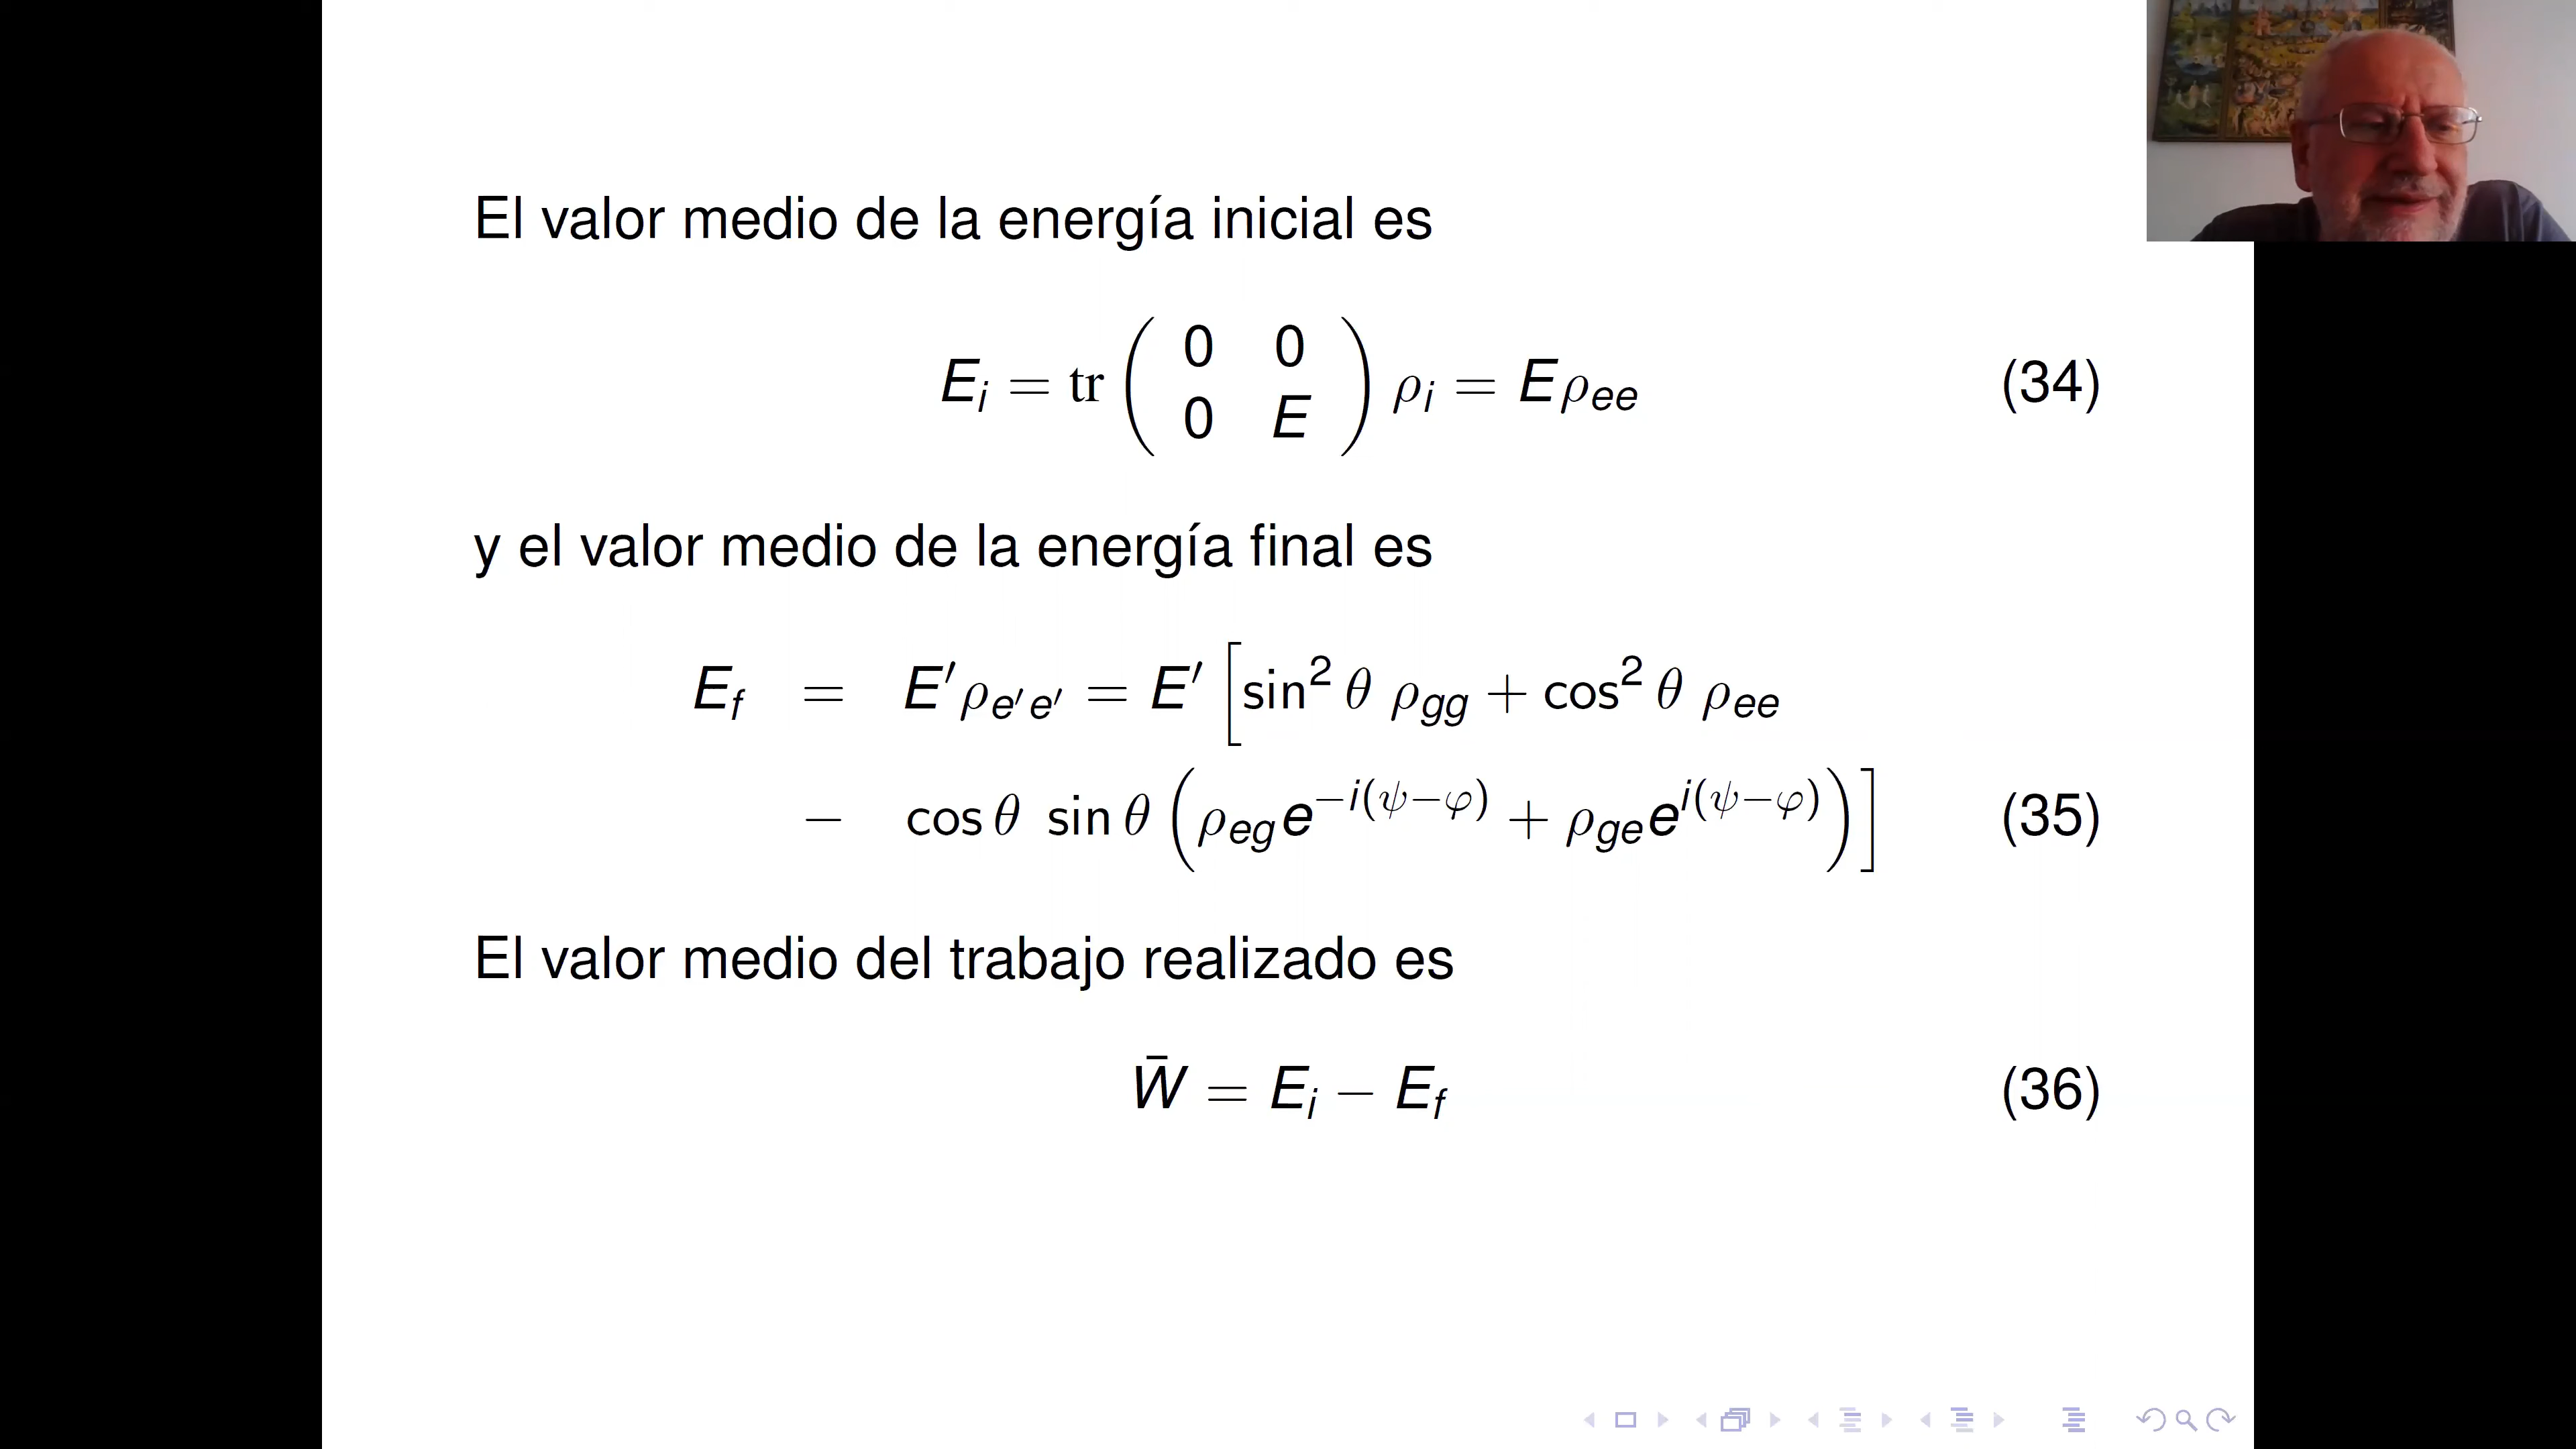 El valor medio de la energía inicial es
E_i = tr ( 0 0 ; 0 E ) ρ_i = E ρ_ee (34)
y el valor medio de la energía final es
E_f = E′ρ_e′e′ = E′ [ sin² θ ρ_gg + cos² θ ρ_ee
− cos θ sin θ ( ρ_eg e^{−i(ψ−φ)} + ρ_ge e^{i(ψ−φ)} ) ] (35)
El valor medio del trabajo realizado es
W̄ = E_i − E_f (36)